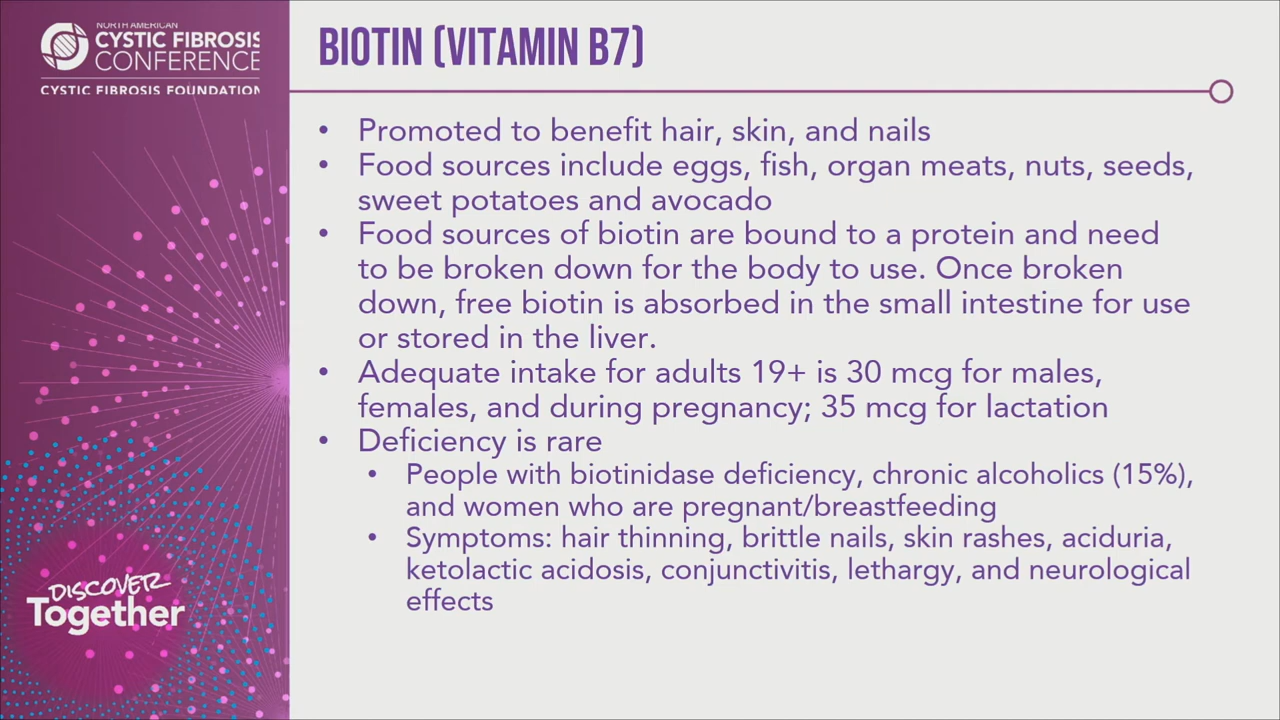 NORTH AMERICAN
CYSTIC FIBROSIS
CONFERENCE
CYSTIC FIBROSIS FOUNDATION
BIOTIN (VITAMIN B7)
• Promoted to benefit hair, skin, and nails
• Food sources include eggs, fish, organ meats, nuts, seeds,
sweet potatoes and avocado
• Food sources of biotin are bound to a protein and need
to be broken down for the body to use. Once broken
down, free biotin is absorbed in the small intestine for use
or stored in the liver.
• Adequate intake for adults 19+ is 30 mcg for males,
females, and during pregnancy; 35 mcg for lactation
• Deficiency is rare
• People with biotinidase deficiency, chronic alcoholics (15%),
and women who are pregnant/breastfeeding
• Symptoms: hair thinning, brittle nails, skin rashes, aciduria,
ketolactic acidosis, conjunctivitis, lethargy, and neurological
effects
DISCOVER
Together